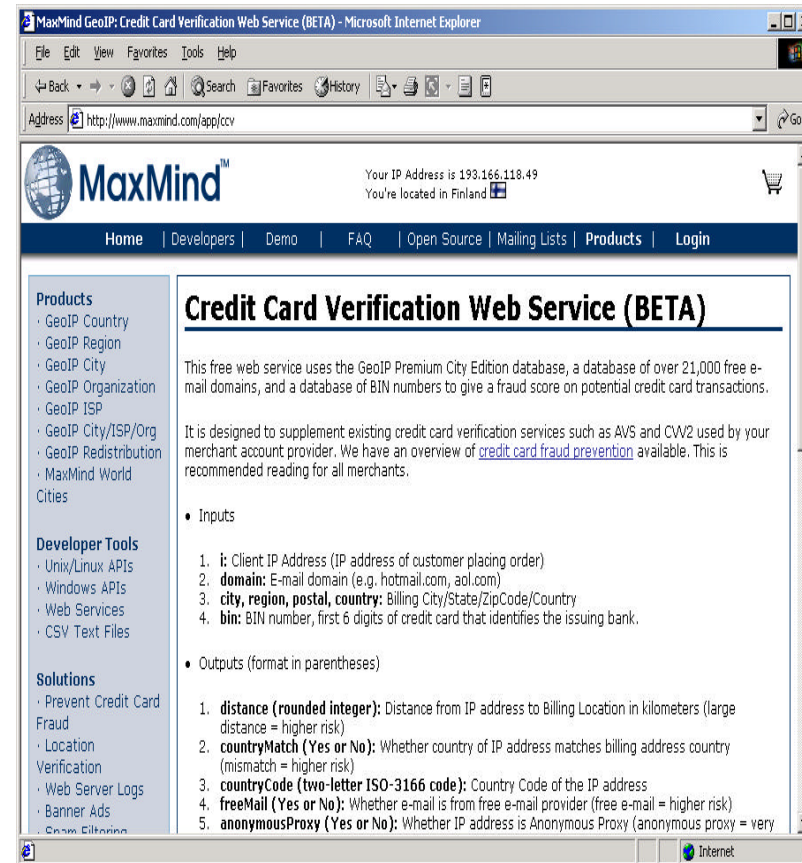 MaxMind GeoIP: Credit Card Verification Web Service (BETA) - Microsoft Internet Explorer
File Edit View Favorites Tools Help
Back Search Favorites History
Address http://www.maxmind.com/app/ccv Go
MaxMind™
Your IP Address is 193.166.118.49
You're located in Finland
Home | Developers | Demo | FAQ | Open Source | Mailing Lists | Products | Login
Products
· GeoIP Country
· GeoIP Region
· GeoIP City
· GeoIP Organization
· GeoIP ISP
· GeoIP City/ISP/Org
· GeoIP Redistribution
· MaxMind World
Cities
Developer Tools
· Unix/Linux APIs
· Windows APIs
· Web Services
· CSV Text Files
Solutions
· Prevent Credit Card
Fraud
· Location
Verification
· Web Server Logs
· Banner Ads
· Spam Filtering
Credit Card Verification Web Service (BETA)
This free web service uses the GeoIP Premium City Edition database, a database of over 21,000 free e-
mail domains, and a database of BIN numbers to give a fraud score on potential credit card transactions.
It is designed to supplement existing credit card verification services such as AVS and CVV2 used by your
merchant account provider. We have an overview of credit card fraud prevention available. This is
recommended reading for all merchants.
• Inputs
1. i: Client IP Address (IP address of customer placing order)
2. domain: E-mail domain (e.g. hotmail.com, aol.com)
3. city, region, postal, country: Billing City/State/ZipCode/Country
4. bin: BIN number, first 6 digits of credit card that identifies the issuing bank.
• Outputs (format in parentheses)
1. distance (rounded integer): Distance from IP address to Billing Location in kilometers (large
distance = higher risk)
2. countryMatch (Yes or No): Whether country of IP address matches billing address country
(mismatch = higher risk)
3. countryCode (two-letter ISO-3166 code): Country Code of the IP address
4. freeMail (Yes or No): Whether e-mail is from free e-mail provider (free e-mail = higher risk)
5. anonymousProxy (Yes or No): Whether IP address is Anonymous Proxy (anonymous proxy = very
Internet